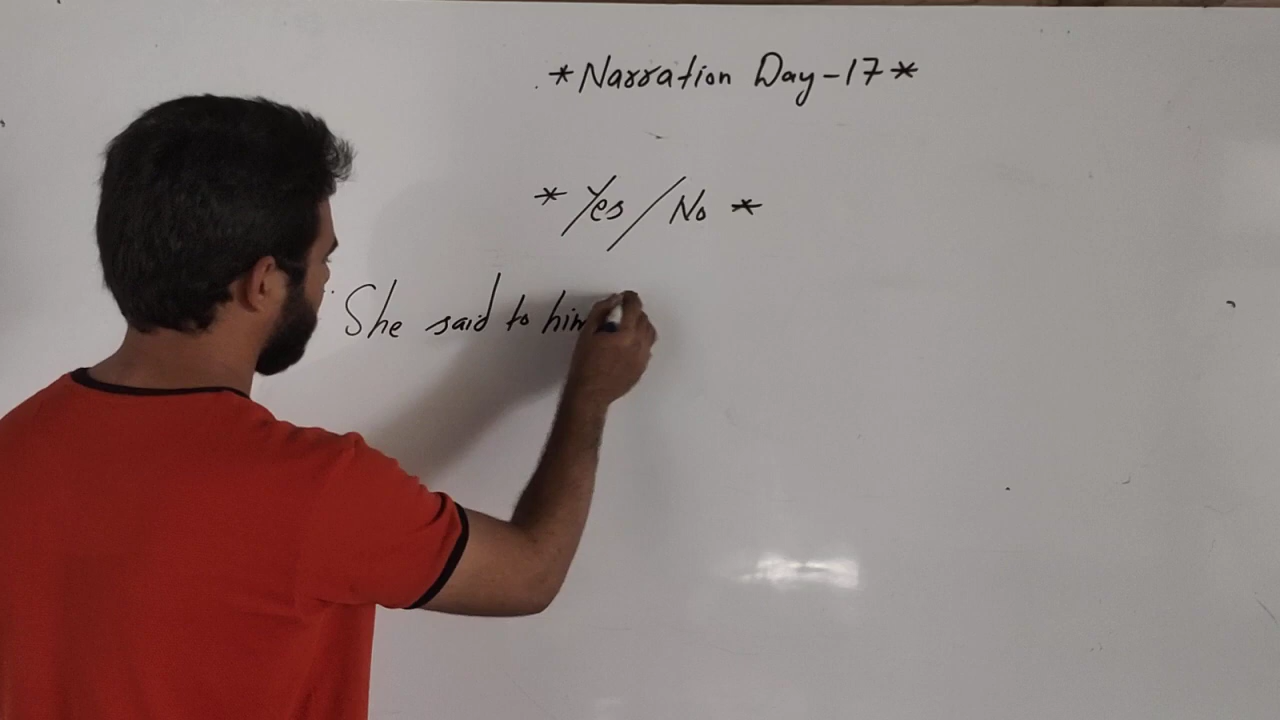 *Narration Day-17*
*Yes/No*
She said to him